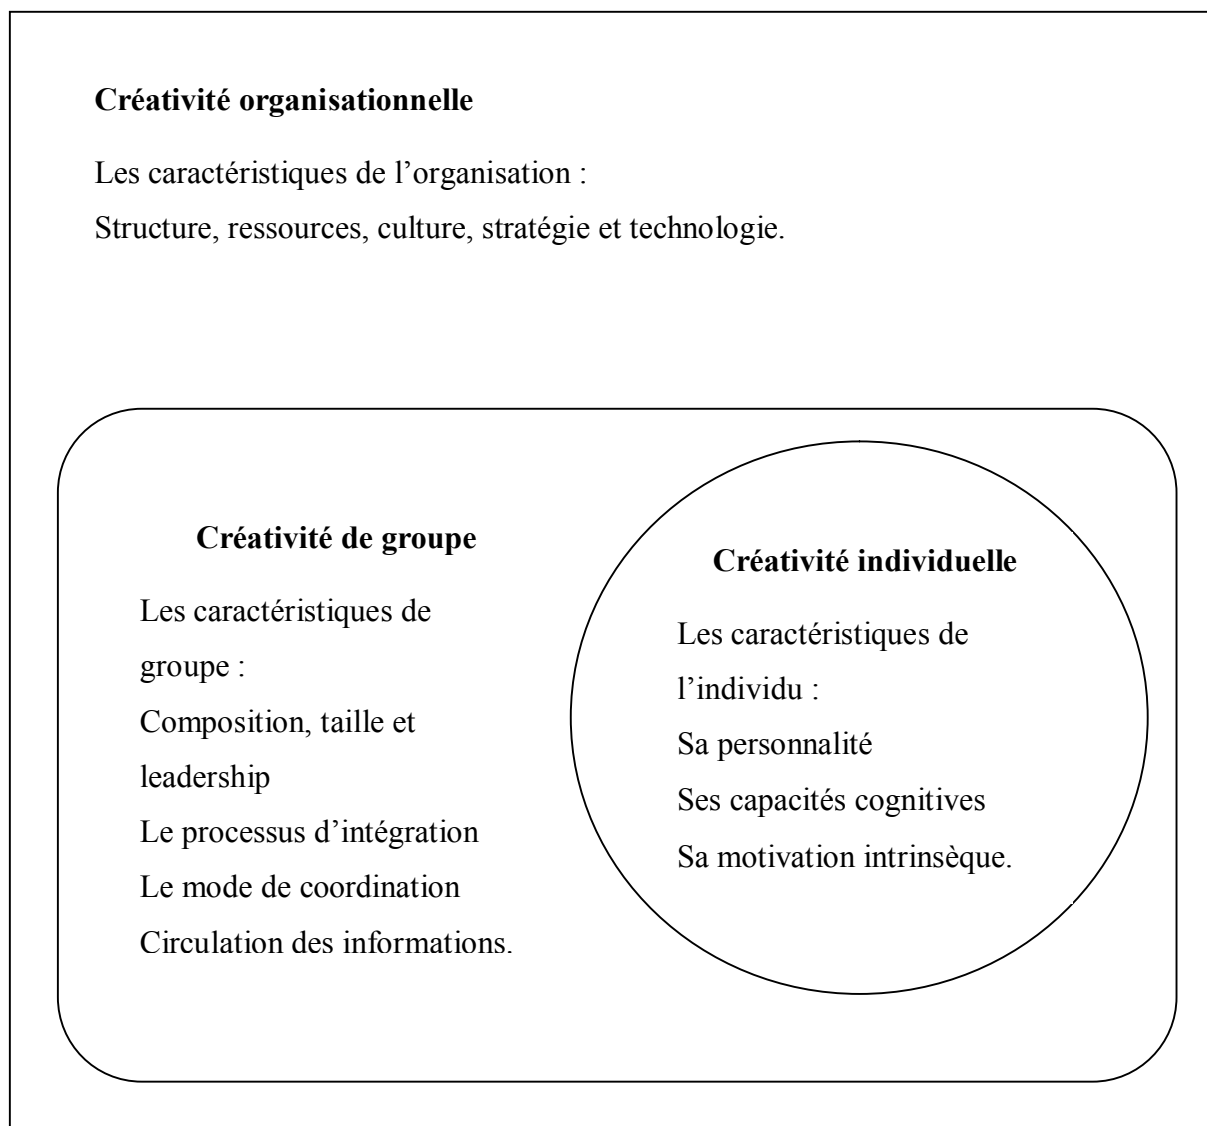 Créativité organisationnelle
Les caractéristiques de l’organisation :
Structure, ressources, culture, stratégie et technologie.
Créativité de groupe
Les caractéristiques de
groupe :
Composition, taille et
leadership
Le processus d’intégration
Le mode de coordination
Circulation des informations.
Créativité individuelle
Les caractéristiques de
l’individu :
Sa personnalité
Ses capacités cognitives
Sa motivation intrinsèque.